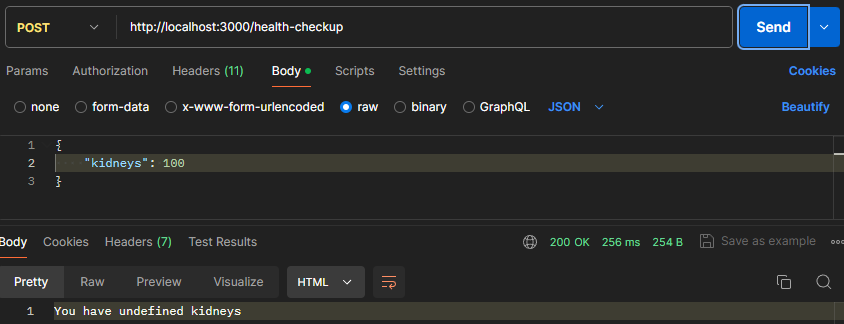 POST http://localhost:3000/health-checkup Send
Params Authorization Headers (11) Body Scripts Settings Cookies
none form-data x-www-form-urlencoded raw binary GraphQL JSON Beautify
1 {
2 "kidneys": 100
3 }
Body Cookies Headers (7) Test Results 200 OK 256 ms 254 B Save as example
Pretty Raw Preview Visualize HTML
1 You have undefined kidneys